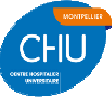 MONTPELLIER
CHU
CENTRE HOSPITALIER
UNIVERSITAIRE